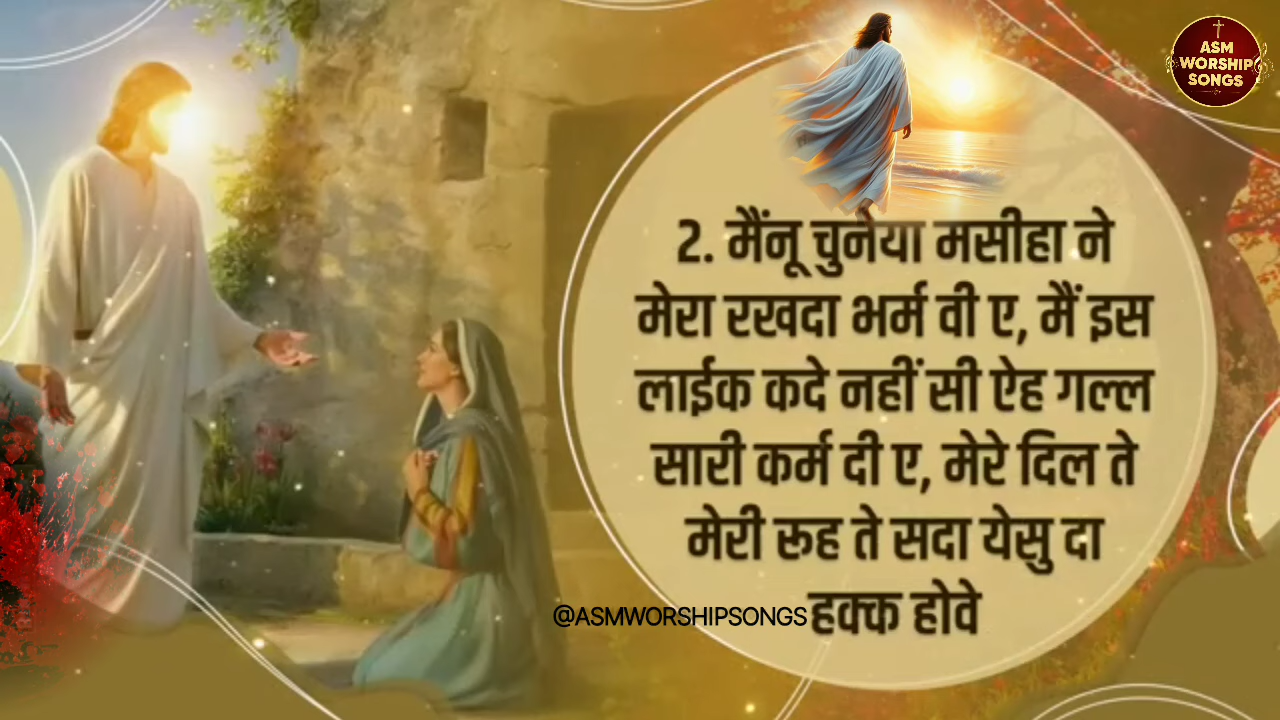 ASM
WORSHIP
SONGS
2. मैंनू चुनेया मसीहा ने
मेरा रखदा भर्म वी ए, मैं इस
लाईक कदे नहीं सी ऐह गल्ल
सारी कर्म दी ए, मेरे दिल ते
मेरी रूह ते सदा येसु दा
हक्क होवे
@ASMWORSHIPSONGS